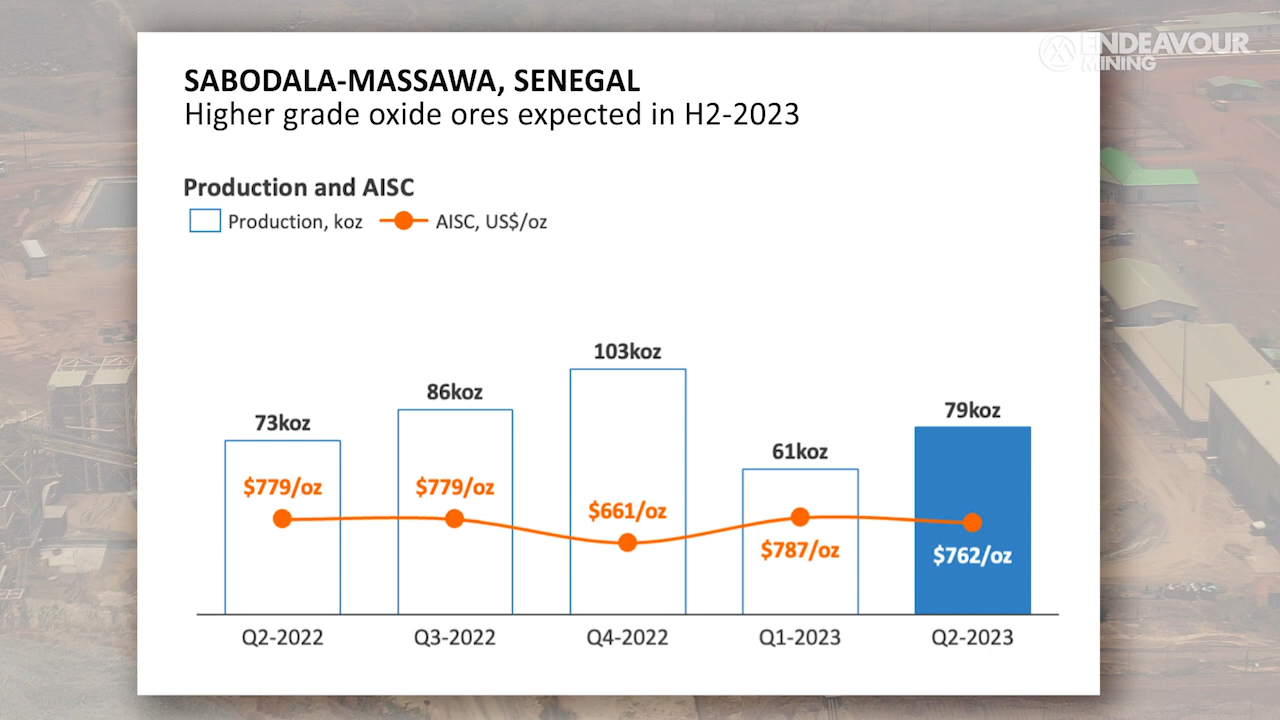 ENDEAVOUR
MINING
SABODALA-MASSAWA, SENEGAL
Higher grade oxide ores expected in H2-2023
Production and AISC
Production, koz AISC, US$/oz
103koz
86koz
79koz
73koz
61koz
$779/oz $779/oz
$661/oz
$787/oz $762/oz
Q2-2022 Q3-2022 Q4-2022 Q1-2023 Q2-2023